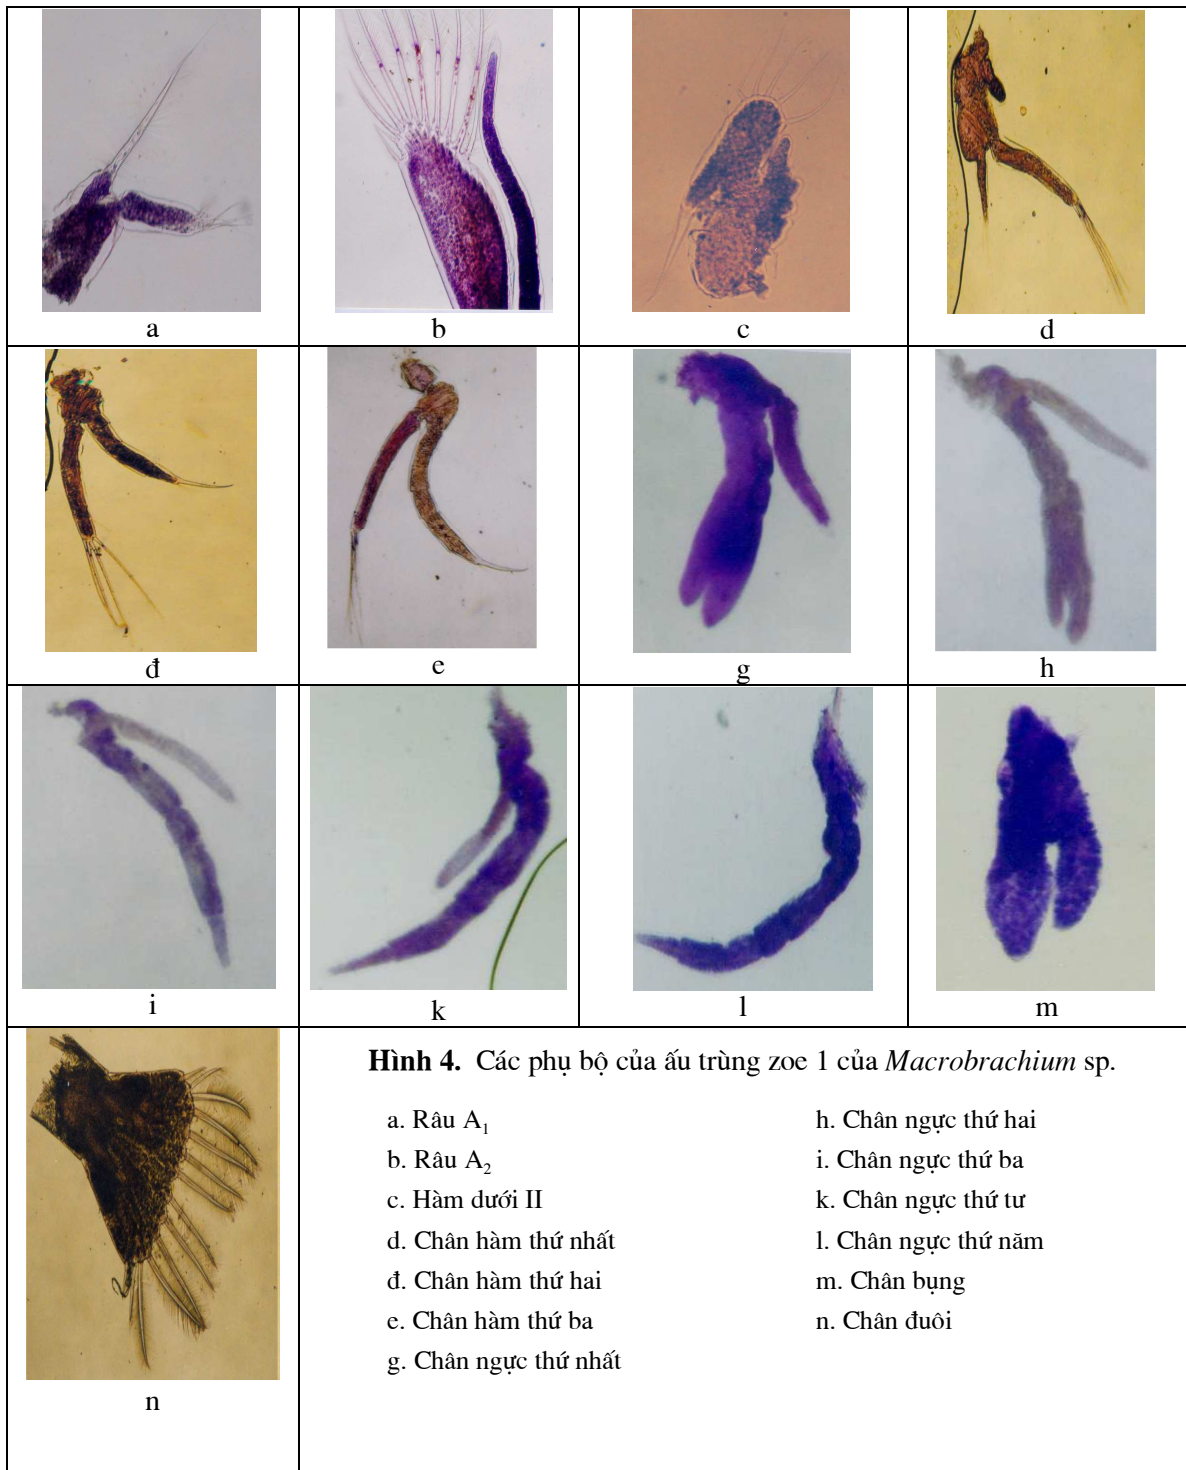 a
b
c
d
đ
e
g
h
i
k
l
m
n
Hình 4. Các phụ bộ của ấu trùng zoe 1 của Macrobrachium sp.
a. Râu A₁
b. Râu A₂
c. Hàm dưới II
d. Chân hàm thứ nhất
đ. Chân hàm thứ hai
e. Chân hàm thứ ba
g. Chân ngực thứ nhất
h. Chân ngực thứ hai
i. Chân ngực thứ ba
k. Chân ngực thứ tư
l. Chân ngực thứ năm
m. Chân bụng
n. Chân đuôi